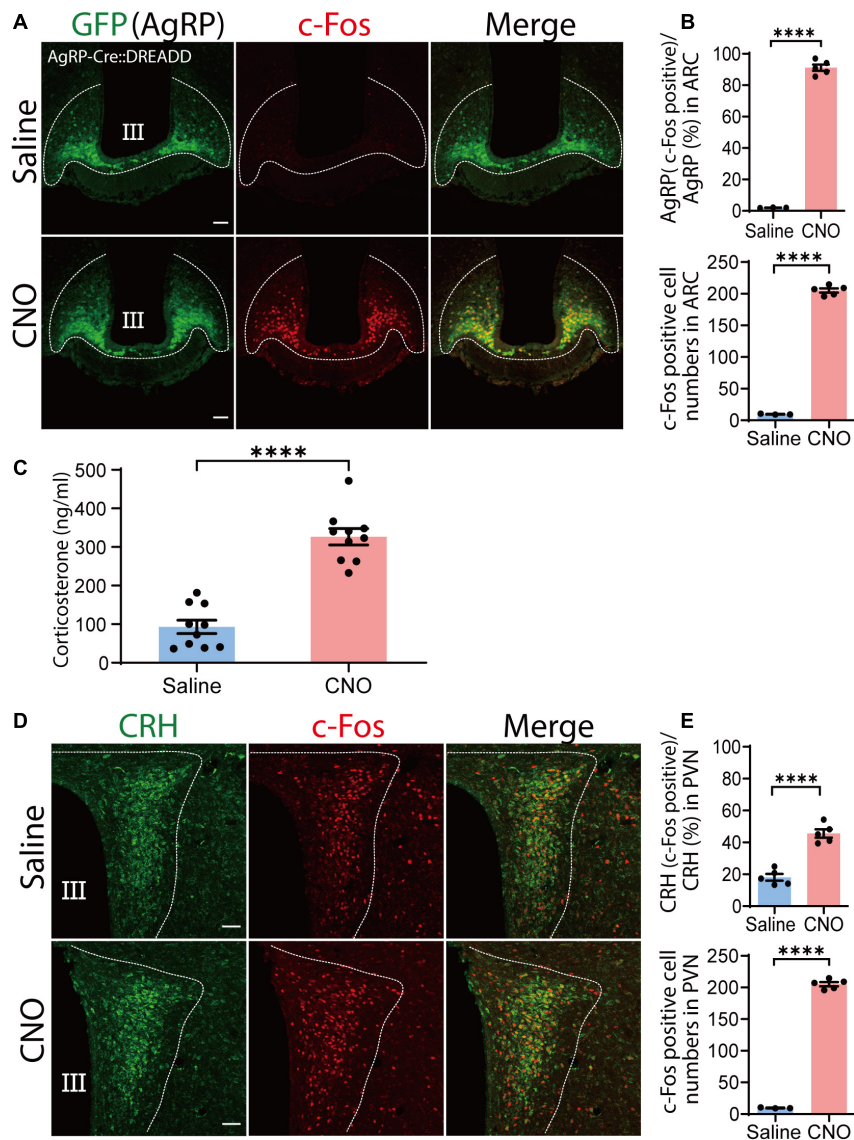 A
GFP (AgRP)
c-Fos
Merge
AgRP-Cre::DREADD
Saline
III
CNO
III
B
AgRP( c-Fos positive)/
AgRP (%) in ARC
100
80
60
40
20
0
****
Saline CNO
c-Fos positive cell
numbers in ARC
250
200
150
100
50
0
****
Saline CNO
C
Corticosterone (ng/ml)
500
400
300
200
100
0
****
Saline CNO
D
CRH
c-Fos
Merge
Saline
III
CNO
III
E
CRH (c-Fos positive)/
CRH (%) in PVN
100
80
60
40
20
0
****
Saline CNO
c-Fos positive cell
numbers in PVN
250
200
150
100
50
0
****
Saline CNO